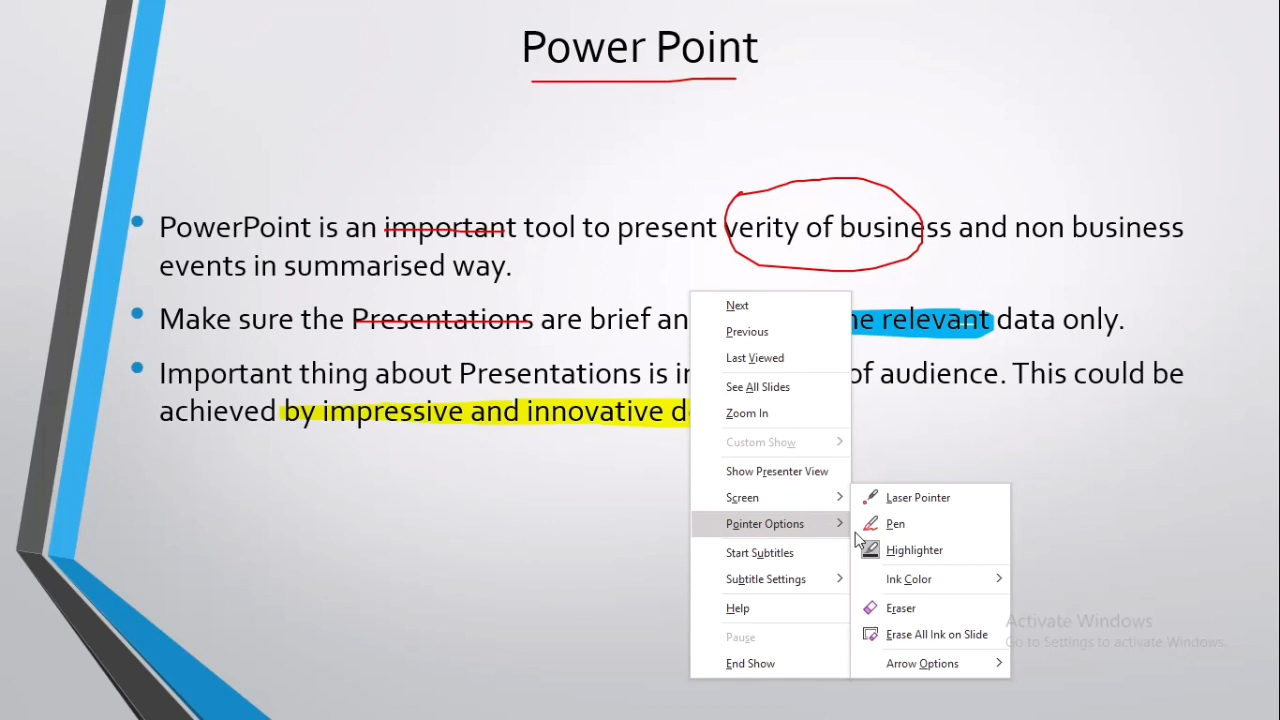 Power Point
PowerPoint is an important tool to present verity of business and non business
events in summarised way.
Make sure the Presentations are brief an he relevant data only.
Important thing about Presentations is in of audience. This could be
achieved by impressive and innovative d
Next
Previous
Last Viewed
See All Slides
Zoom In
Custom Show
Show Presenter View
Screen
Pointer Options
Start Subtitles
Subtitle Settings
Help
Pause
End Show
Laser Pointer
Pen
Highlighter
Ink Color
Eraser
Erase All Ink on Slide
Arrow Options
Activate Windows
Go to Settings to activate Windows.